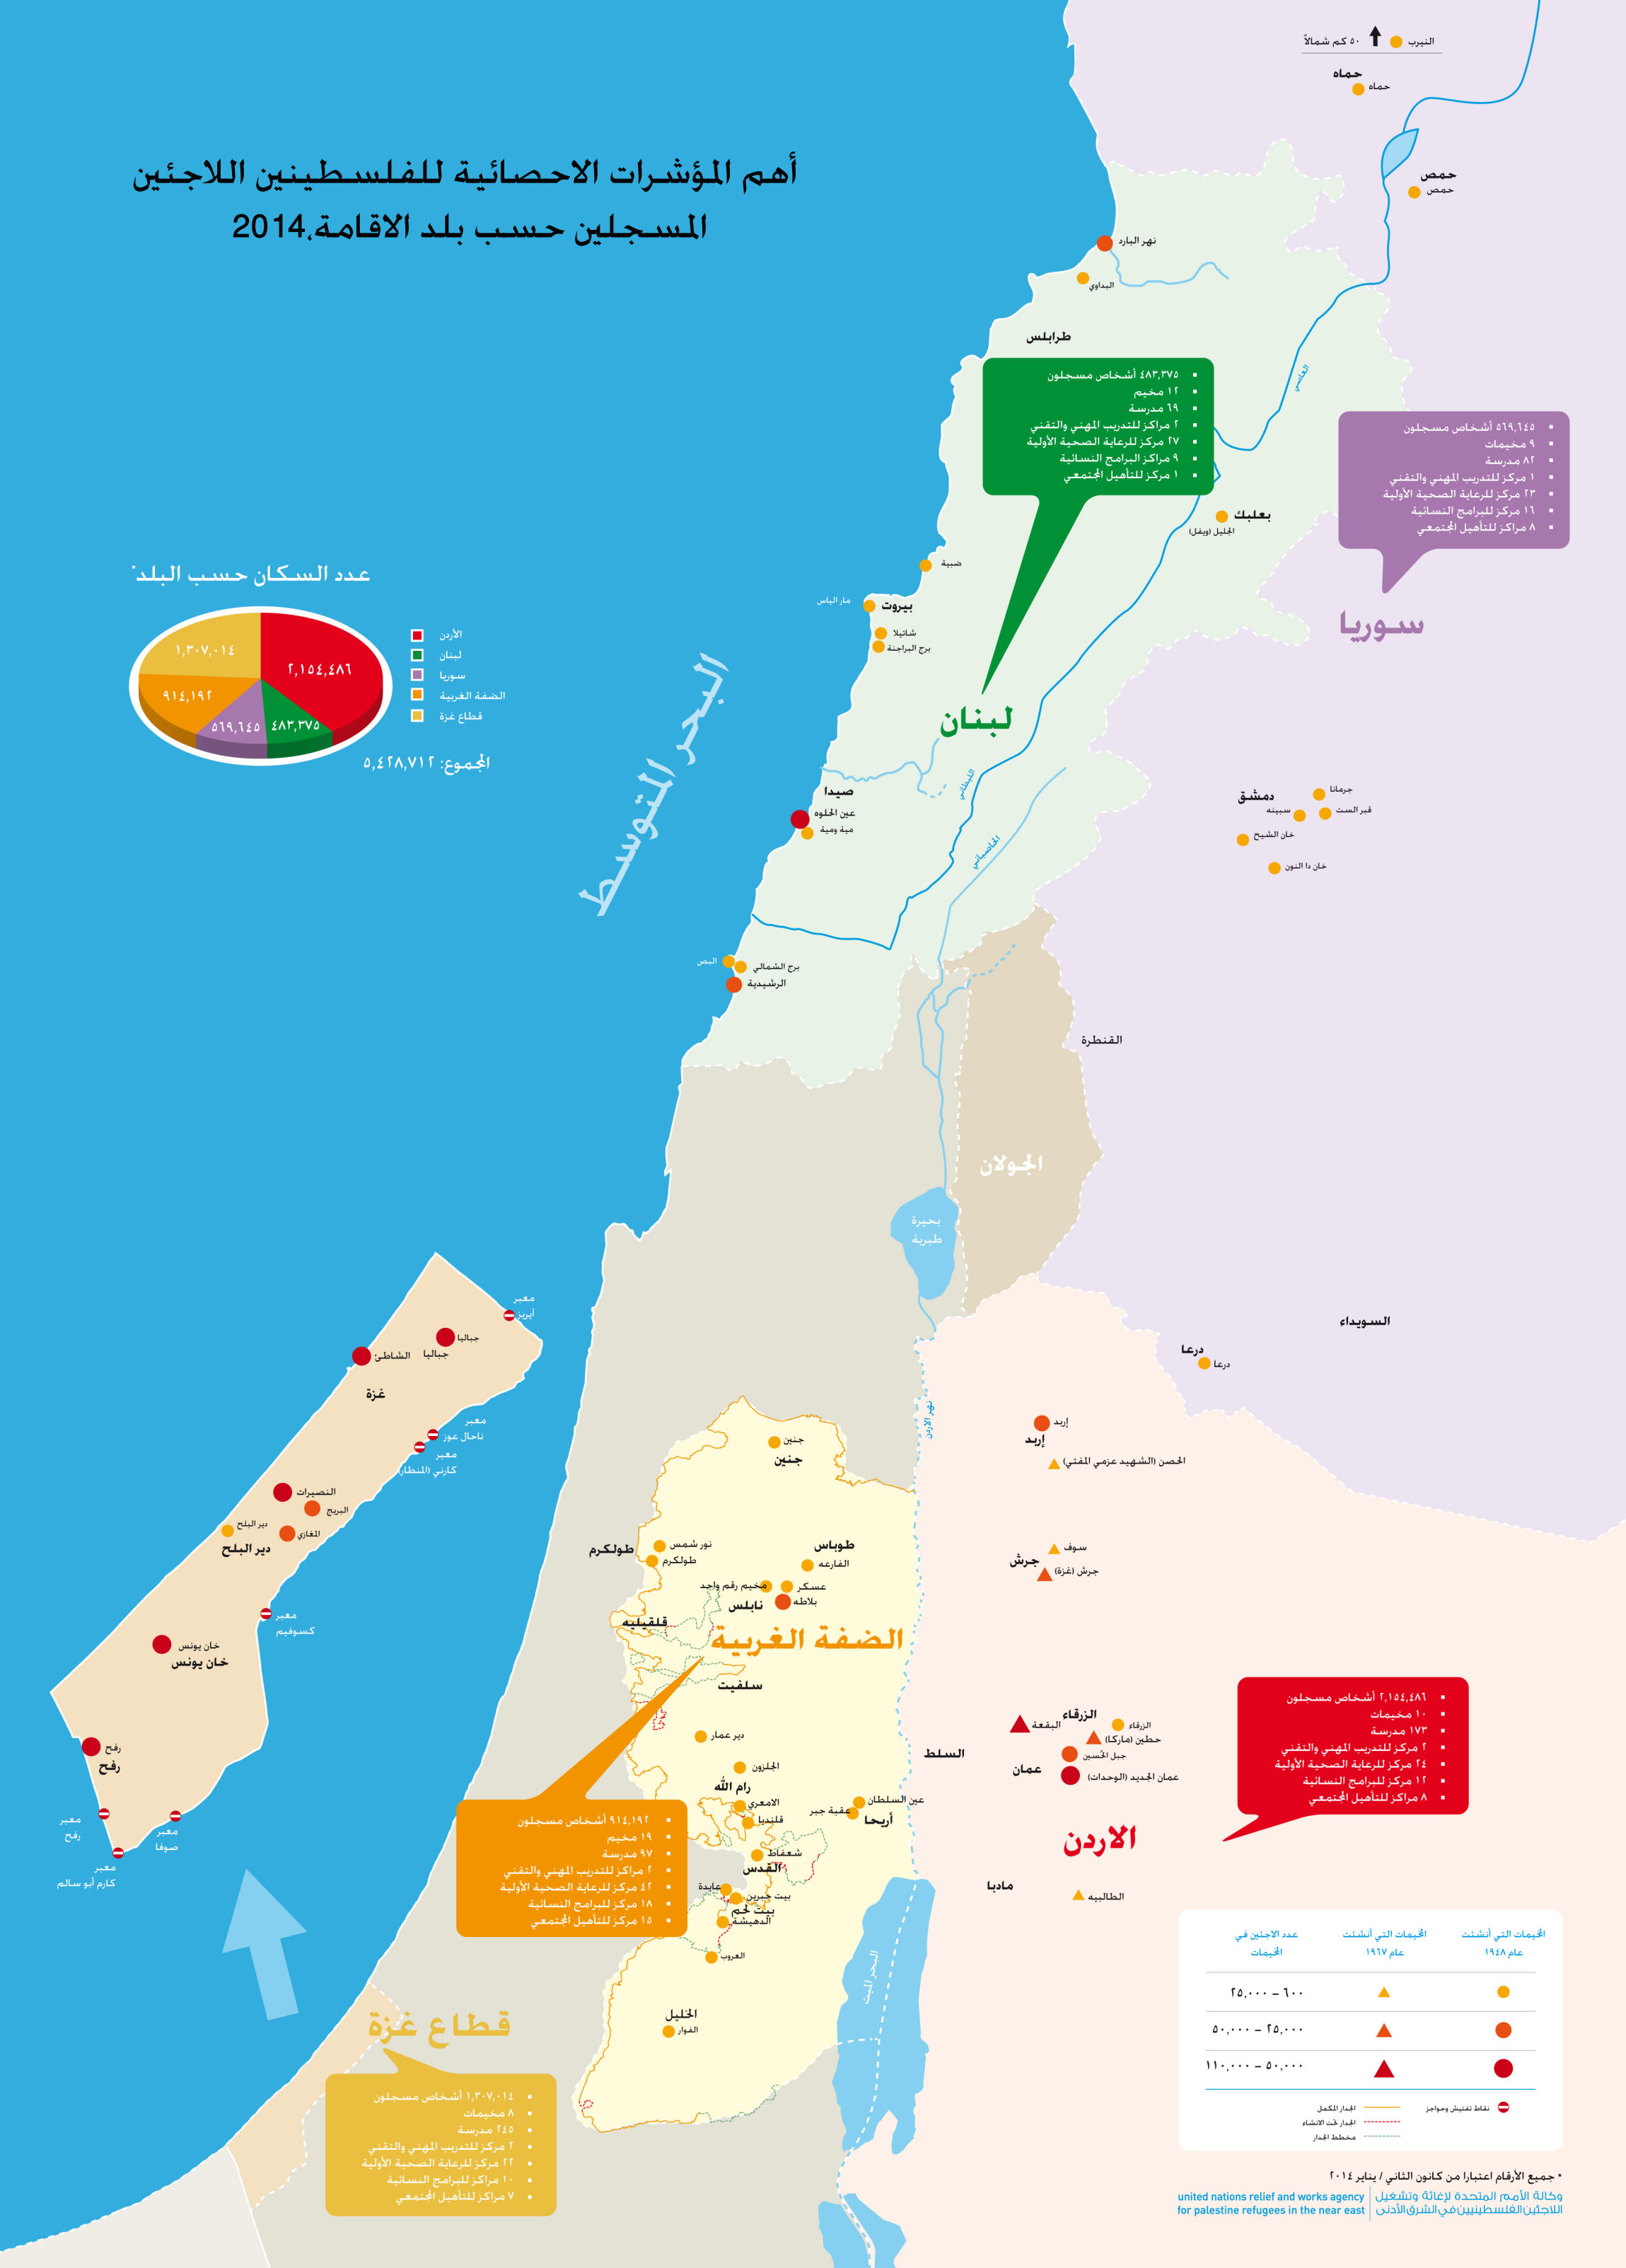 أهم المؤشرات الاحصائية للفلسطينين اللاجئين
المسجلين حسب بلد الاقامة،2014
النيرب
٥٠ كم شمالاً
حماه
حماه
حمص
حمص
نهر البارد
البداوي
طرابلس
العاصي
٤٨٣,٣٧٥ أشخاص مسجلون
١٢ مخيم
٦٩ مدرسة
٢ مراكز للتدريب المهني والتقني
٢٧ مركز للرعاية الصحية الأولية
٩ مراكز البرامج النسائية
١ مركز للتأهيل المجتمعي
٥٦٩,٦٤٥ أشخاص مسجلون
٩ مخيمات
٨٢ مدرسة
١ مركز للتدريب المهني والتقني
٢٣ مركز للرعاية الصحية الأولية
١٦ مركز للبرامج النسائية
٨ مراكز للتأهيل المجتمعي
سوريا
بعلبك
الجليل (ويفل)
ضبية
مار الياس
بيروت
شاتيلا
برج البراجنة
عدد السكان حسب البلد*
١,٣٠٧,٠١٤
٢,١٥٤,٤٨٦
٩١٤,١٩٢
٥٦٩,٦٤٥
٤٨٣,٣٧٥
الأردن
لبنان
سوريا
الضفة الغربية
قطاع غزة
المجموع: ٥,٤٢٨,٧١٢
البحر المتوسط
لبنان
الليطاني
الحاصباني
صيدا
عين الحلوه
مية ومية
دمشق
جرمانا
سبينه
قبر الست
خان الشيح
خان دا النون
البص
برج الشمالي
الرشيدية
القنطرة
الجولان
بحيرة
طبرية
السويداء
درعا
درعا
معبر
أيريز
جباليا
جباليا
الشاطئ
غزة
معبر
ناحال عوز
معبر
كارني (المنطار)
النصيرات
البريج
دير البلح
المغازي
دير البلح
معبر
كسوفيم
خان يونس
خان يونس
رفح
رفح
معبر
رفح
معبر
صوفا
معبر
كارم أبو سالم
نهر الاردن
إربد
إربد
الحصن (الشهيد عزمي المفتي)
جنين
جنين
سوف
جرش
جرش (غزة)
طولكرم
نور شمس
طولكرم
طوباس
الفارعه
مخيم رقم واحد
عسكر
نابلس
بلاطه
قلقيليه
الضفة الغربية
سلفيت
دير عمار
الجلزون
رام الله
الامعري
قلنديا
عين السلطان
عقبة جبر
أريحا
شعفاط
القدس
عايدة
بيت جبرين
بيت لحم
الدهيشة
العروب
الخليل
الفوار
البحر الميت
السلط
الزرقاء
البقعة
الزرقاء
حطين (ماركا)
جبل الحسين
عمان
عمان الجديد (الوحدات)
الاردن
مادبا
الطالبيه
٢,١٥٤,٤٨٦ أشخاص مسجلون
١٠ مخيمات
١٧٣ مدرسة
٢ مركز للتدريب المهني والتقني
٢٤ مركز للرعاية الصحية الأولية
١٢ مركز للبرامج النسائية
٨ مراكز للتأهيل المجتمعي
٩١٤,١٩٢ أشخاص مسجلون
١٩ مخيم
٩٧ مدرسة
٢ مراكز للتدريب المهني والتقني
٤٢ مركز للرعاية الصحية الأولية
١٨ مركز للبرامج النسائية
١٥ مركز للتأهيل المجتمعي
قطاع غزة
١,٣٠٧,٠١٤ أشخاص مسجلون
٨ مخيمات
٢٤٥ مدرسة
٢ مركز للتدريب المهني والتقني
٢٢ مركز للرعاية الصحية الأولية
١٠ مراكز للبرامج النسائية
٧ مراكز للتأهيل المجتمعي
المخيمات التي أنشئت
عام ١٩٤٨
المخيمات التي أنشئت
عام ١٩٦٧
عدد الاجئين في
المخيمات
٦٠٠ – ٢٥,٠٠٠
٢٥,٠٠٠ – ٥٠,٠٠٠
٥٠,٠٠٠ – ١١٠,٠٠٠
نقاط تفتيش وحواجز
الجدار المكمل
الجدار تحت الانشاء
مخطط الجدار
* جميع الأرقام اعتبارا من كانون الثاني / يناير ٢٠١٤
وكالة الأمم المتحدة لإغاثة وتشغيل
اللاجئين الفلسطينيين في الشرق الأدنى
united nations relief and works agency
for palestine refugees in the near east